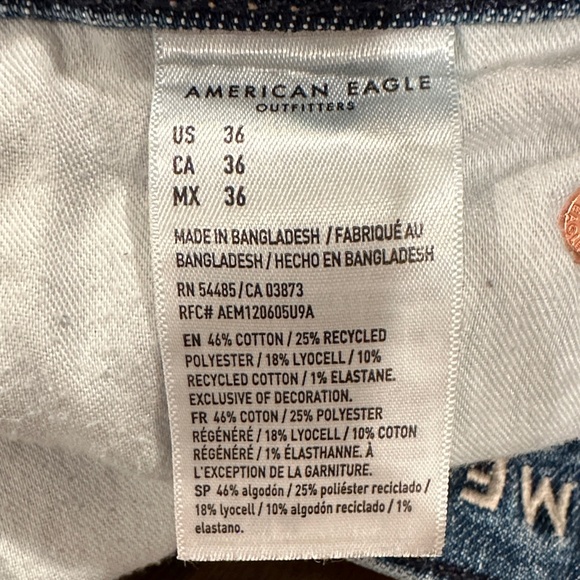 AMERICAN EAGLE
OUTFITTERS
US 36
CA 36
MX 36
MADE IN BANGLADESH / FABRIQUÉ AU
BANGLADESH / HECHO EN BANGLADESH
RN 54485 / CA 03873
RFC# AEM120605U9A
EN 46% COTTON / 25% RECYCLED
POLYESTER / 18% LYOCELL / 10%
RECYCLED COTTON / 1% ELASTANE.
EXCLUSIVE OF DECORATION.
FR 46% COTON / 25% POLYESTER
RÉGÉNÉRÉ / 18% LYOCELL / 10% COTON
RÉGÉNÉRÉ / 1% ÉLASTHANNE. À
L'EXCEPTION DE LA GARNITURE.
SP 46% algodón / 25% poliéster reciclado /
18% lyocell / 10% algodón reciclado / 1%
elastano.